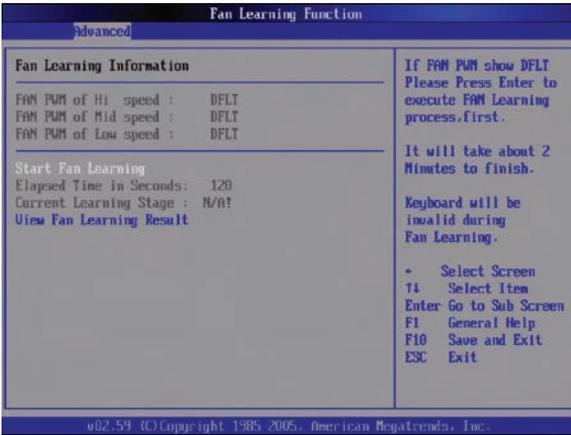 Fan Learning Function
Advanced
Fan Learning Information
FAN PWM of Hi speed : DFLT
FAN PWM of Mid speed : DFLT
FAN PWM of Low speed : DFLT
Start Fan Learning
Elapsed Time in Seconds: 120
Current Learning Stage : N/A!
View Fan Learning Result
If FAN PWM show DFLT
Please Press Enter to
execute FAN Learning
process,first.
It will take about 2
Minutes to finish.
Keyboard will be
invalid during
Fan Learning.
← Select Screen
↑↓ Select Item
Enter Go to Sub Screen
F1 General Help
F10 Save and Exit
ESC Exit
v02.59 (C)Copyright 1985-2005, American Megatrends, Inc.